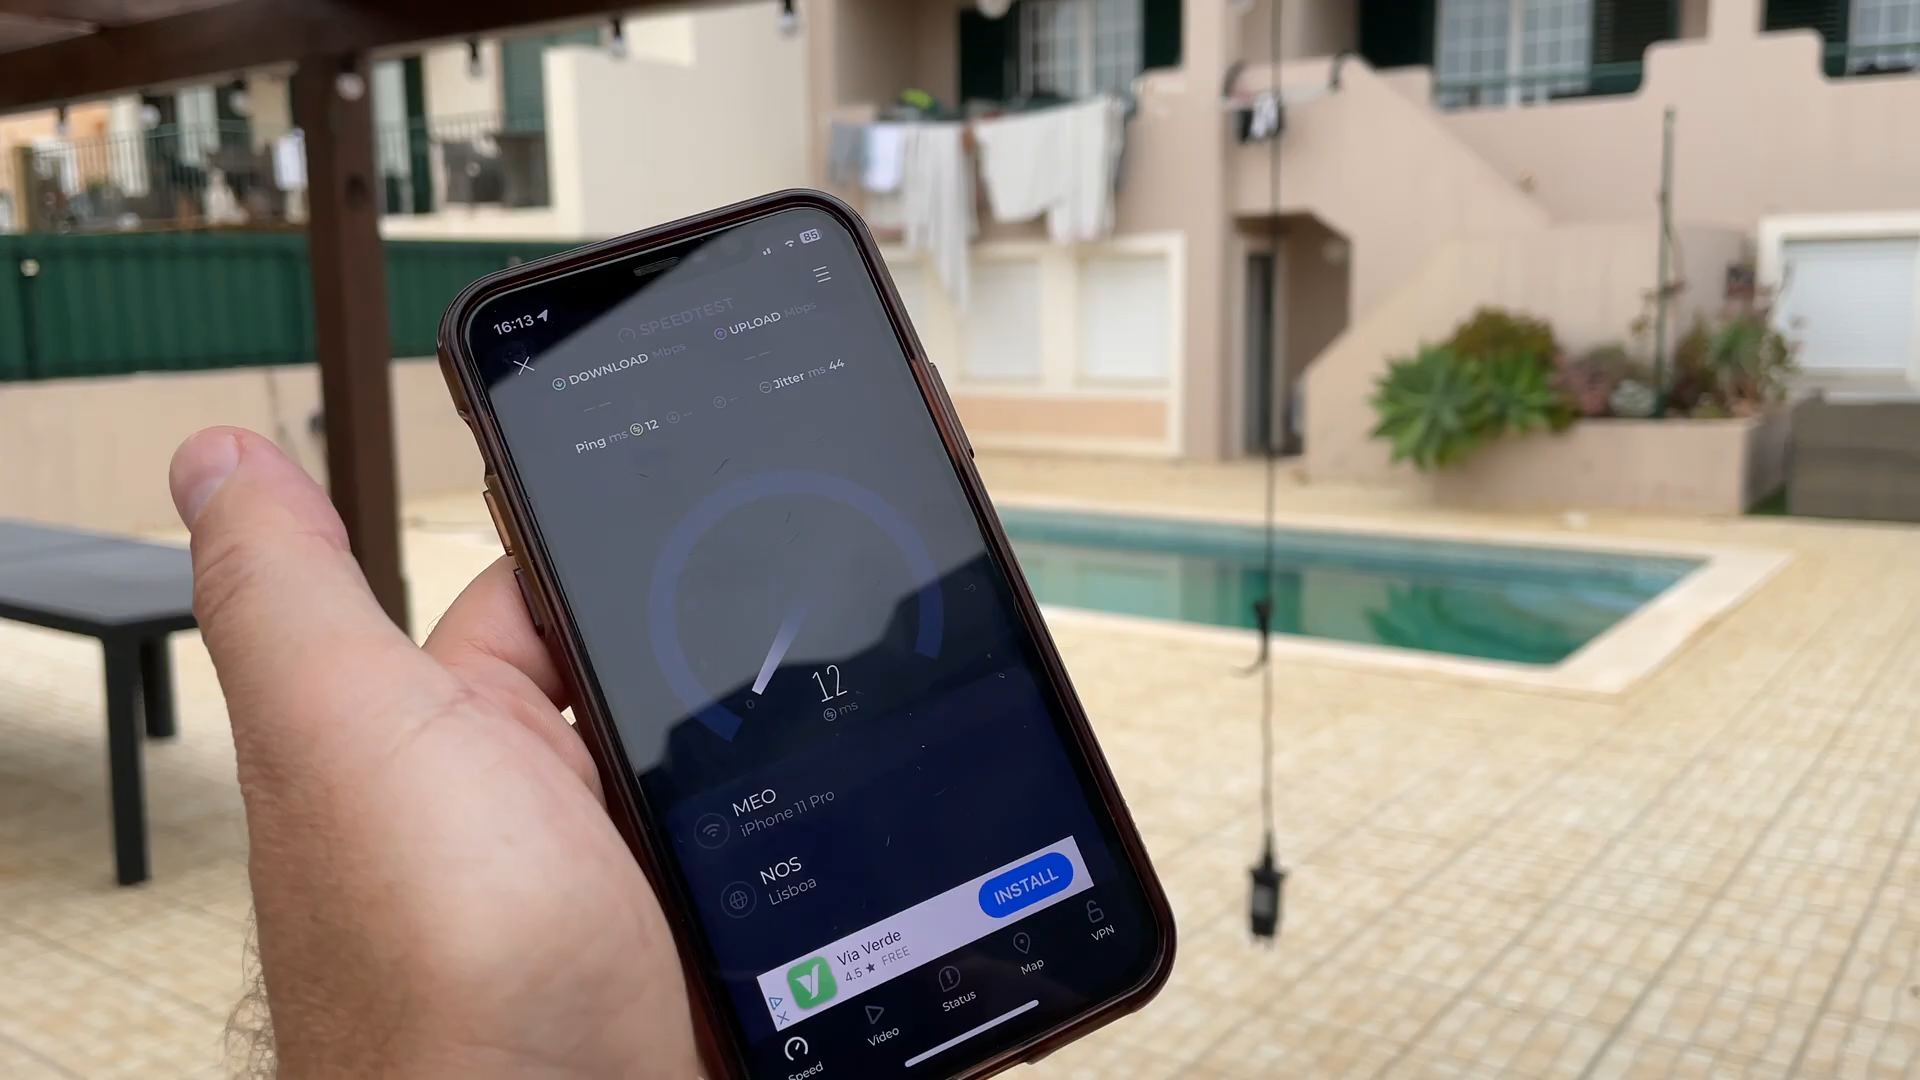 16:13
85
SPEEDTEST
DOWNLOAD Mbps
UPLOAD Mbps
Ping ms 12
Jitter ms 44
0
12
ms
MEO
iPhone 11 Pro
NOS
Lisboa
Via Verde
4.5 ★ FREE
INSTALL
Speed
Video
Status
Map
VPN